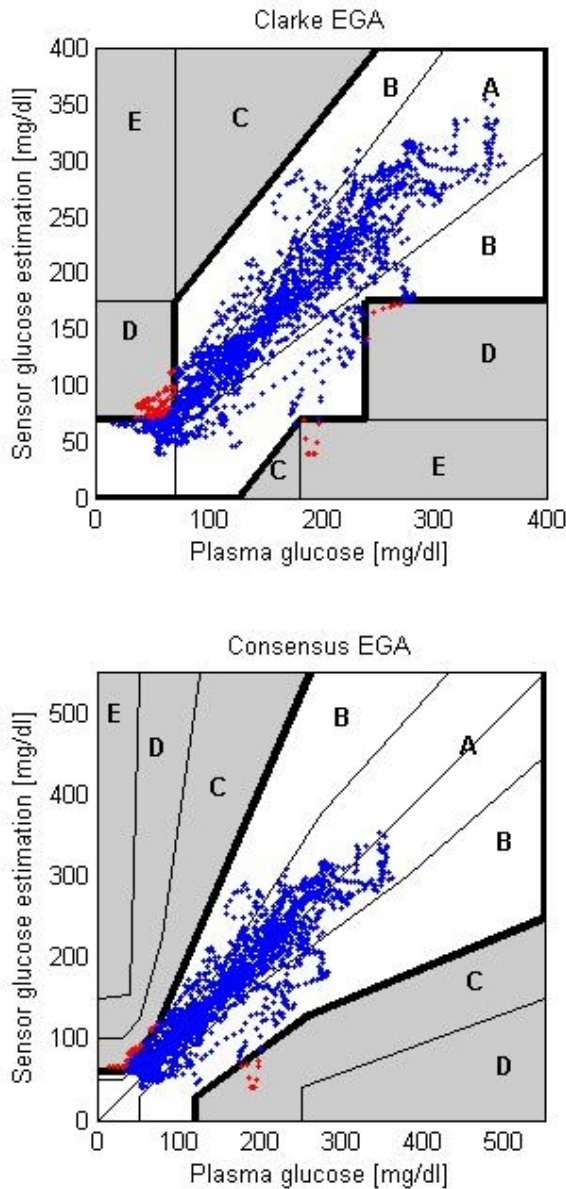 Clarke EGA
400
350
300
250
200
150
100
50
0
Sensor glucose estimation [mg/dl]
E
C
B
A
D
B
D
C
E
0 100 200 300 400
Plasma glucose [mg/dl]
Consensus EGA
500
400
300
200
100
0
Sensor glucose estimation [mg/dl]
E
D
C
B
A
B
C
D
0 100 200 300 400 500
Plasma glucose [mg/dl]